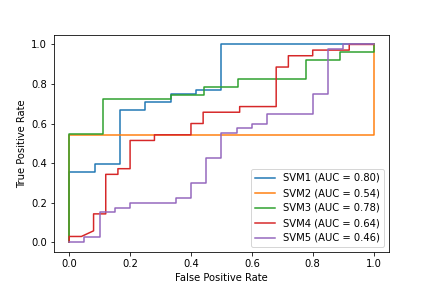 1.0
0.8
0.6
0.4
0.2
0.0
True Positive Rate
SVM1 (AUC = 0.80)
SVM2 (AUC = 0.54)
SVM3 (AUC = 0.78)
SVM4 (AUC = 0.64)
SVM5 (AUC = 0.46)
0.0 0.2 0.4 0.6 0.8 1.0
False Positive Rate